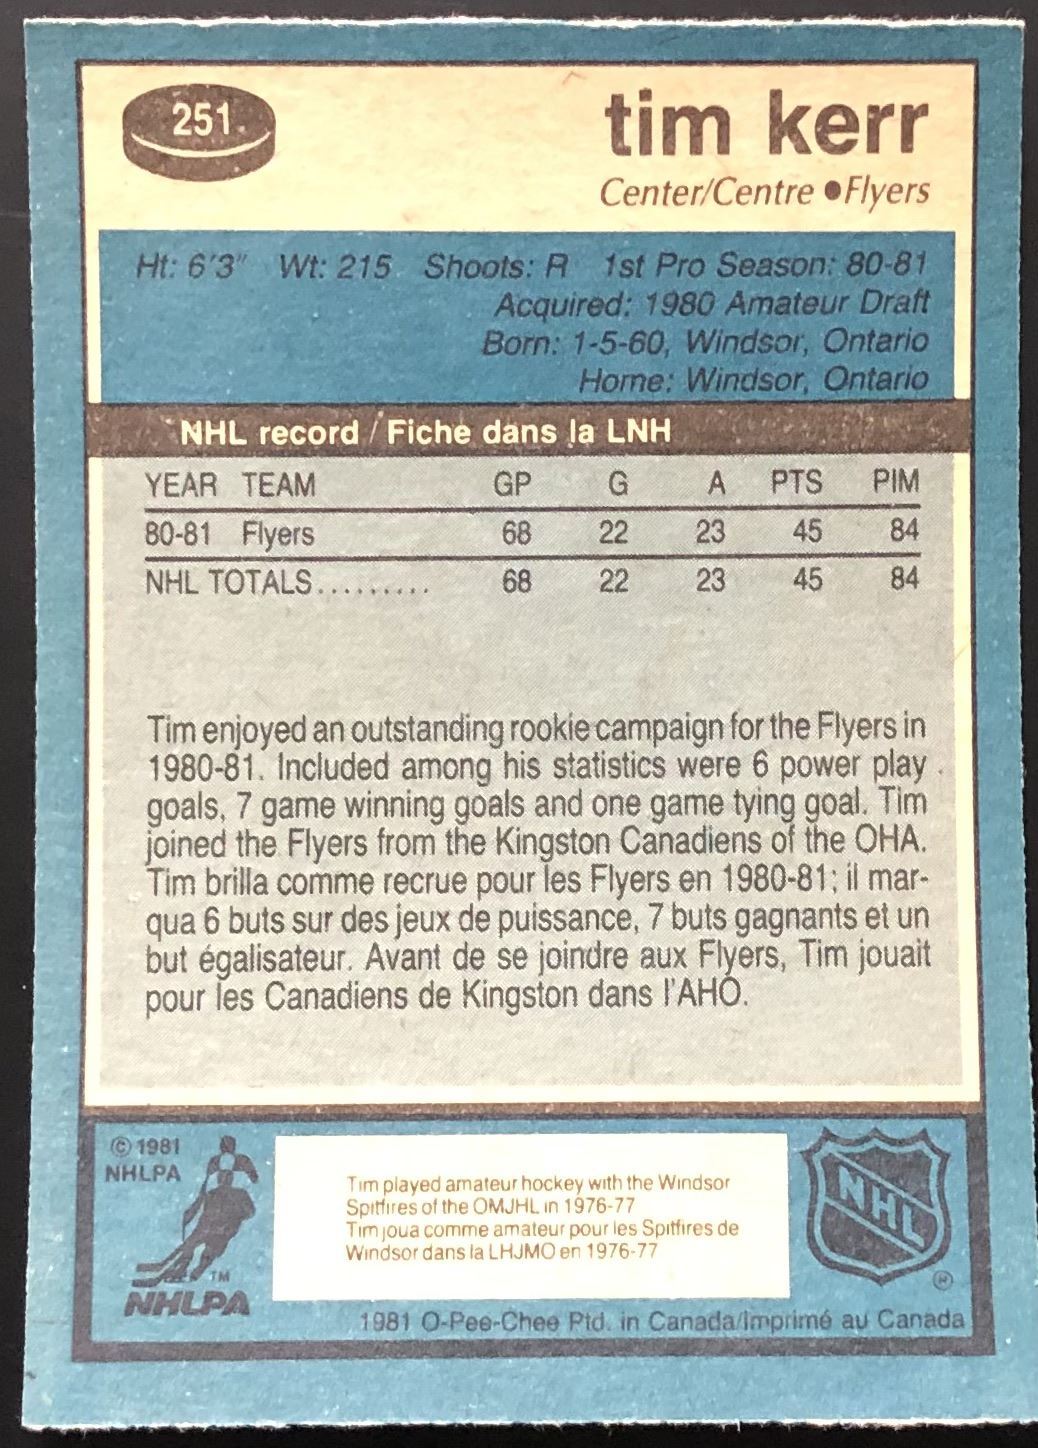 251
tim kerr
Center/Centre • Flyers
Ht: 6'3" Wt: 215 Shoots: R 1st Pro Season: 80-81
Acquired: 1980 Amateur Draft
Born: 1-5-60, Windsor, Ontario
Home: Windsor, Ontario
NHL record / Fiche dans la LNH
YEAR TEAM GP G A PTS PIM
80-81 Flyers 68 22 23 45 84
NHL TOTALS......... 68 22 23 45 84
Tim enjoyed an outstanding rookie campaign for the Flyers in
1980-81. Included among his statistics were 6 power play
goals, 7 game winning goals and one game tying goal. Tim
joined the Flyers from the Kingston Canadiens of the OHA.
Tim brilla comme recrue pour les Flyers en 1980-81; il mar-
qua 6 buts sur des jeux de puissance, 7 buts gagnants et un
but égalisateur. Avant de se joindre aux Flyers, Tim jouait
pour les Canadiens de Kingston dans l'AHO.
© 1981
NHLPA
TM
NHLPA
Tim played amateur hockey with the Windsor
Spitfires of the OMJHL in 1976-77
Tim joua comme amateur pour les Spitfires de
Windsor dans la LHJMO en 1976-77
NHL
®
1981 O-Pee-Chee Ptd. in Canada/Imprimé au Canada